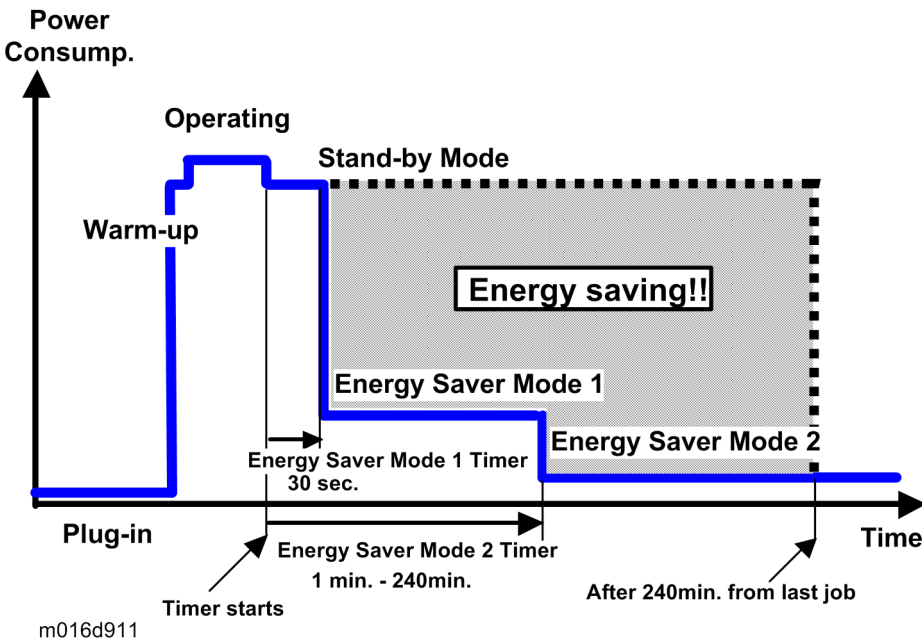 Power
Consump.
Operating
Stand-by Mode
Warm-up
Energy saving!!
Energy Saver Mode 1
Energy Saver Mode 2
Energy Saver Mode 1 Timer
30 sec.
Plug-in
Time
Energy Saver Mode 2 Timer
1 min. - 240min.
After 240min. from last job
Timer starts
m016d911